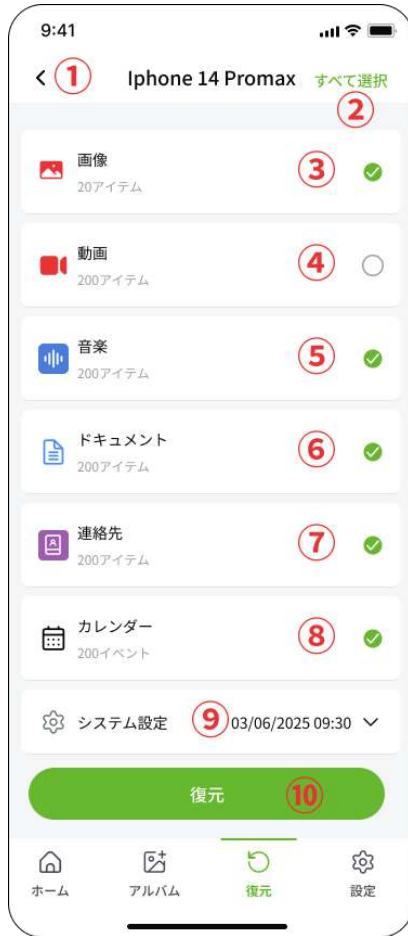 9:41
① Iphone 14 Promax すべて選択
②
画像
20アイテム
③
動画
200アイテム
④
音楽
200アイテム
⑤
ドキュメント
200アイテム
⑥
連絡先
200アイテム
⑦
カレンダー
200イベント
⑧
システム設定 ⑨ 03/06/2025 09:30
復元 ⑩
ホーム アルバム 復元 設定